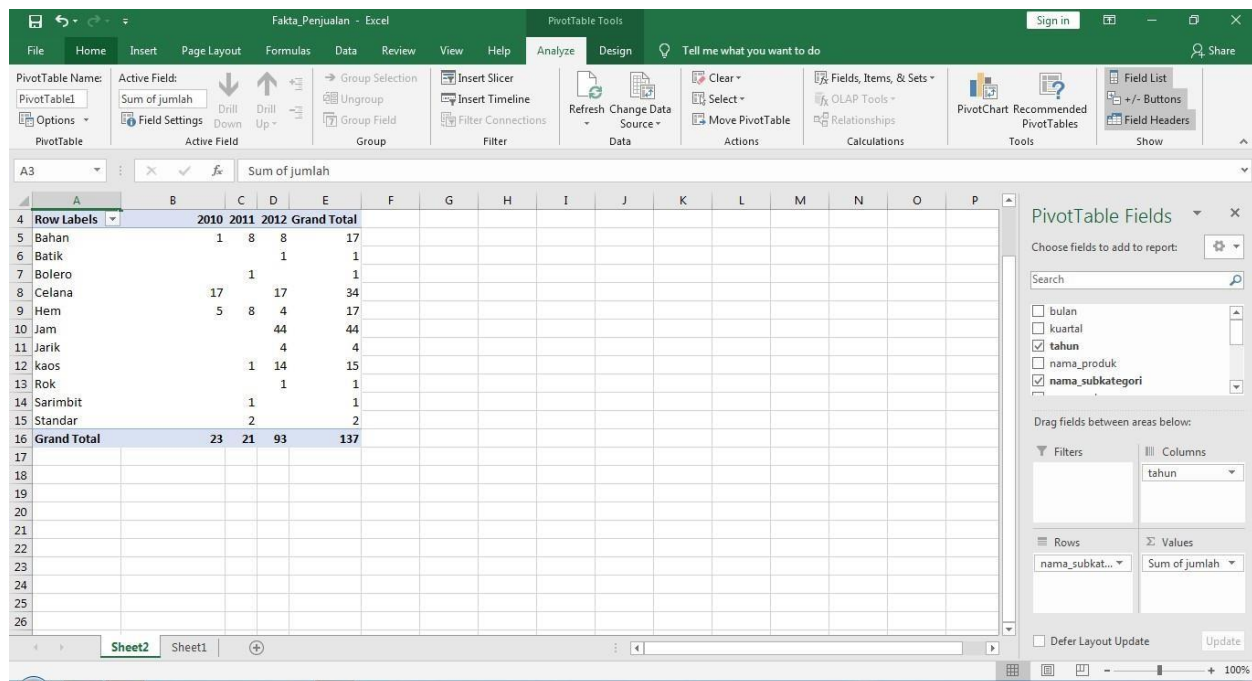 Fakta_Penjualan - Excel
PivotTable Tools
Sign in
File Home Insert Page Layout Formulas Data Review View Help Analyze Design Tell me what you want to do Share
PivotTable Name:
PivotTable1
Options
PivotTable
Active Field:
Sum of jumlah
Field Settings
Drill Down
Drill Up
Active Field
Group Selection
Ungroup
Group Field
Group
Insert Slicer
Insert Timeline
Filter Connections
Filter
Refresh
Change Data Source
Data
Clear
Select
Move PivotTable
Actions
Fields, Items, & Sets
OLAP Tools
Relationships
Calculations
PivotChart
Recommended PivotTables
Tools
Field List
+/- Buttons
Field Headers
Show
A3 fx Sum of jumlah
A B C D E F G H I J K L M N O P
4 Row Labels 2010 2011 2012 Grand Total
5 Bahan 1 8 8 17
6 Batik 1 1
7 Bolero 1 1
8 Celana 17 17 34
9 Hem 5 8 4 17
10 Jam 44 44
11 Jarik 4 4
12 kaos 1 14 15
13 Rok 1 1
14 Sarimbit 1 1
15 Standar 2 2
16 Grand Total 23 21 93 137
17
18
19
20
21
22
23
24
25
26
PivotTable Fields
Choose fields to add to report:
Search
bulan
kuartal
tahun
nama_produk
nama_subkategori
Drag fields between areas below:
Filters
Columns
tahun
Rows
nama_subkat...
Σ Values
Sum of jumlah
Defer Layout Update
Update
Sheet2 Sheet1
100%